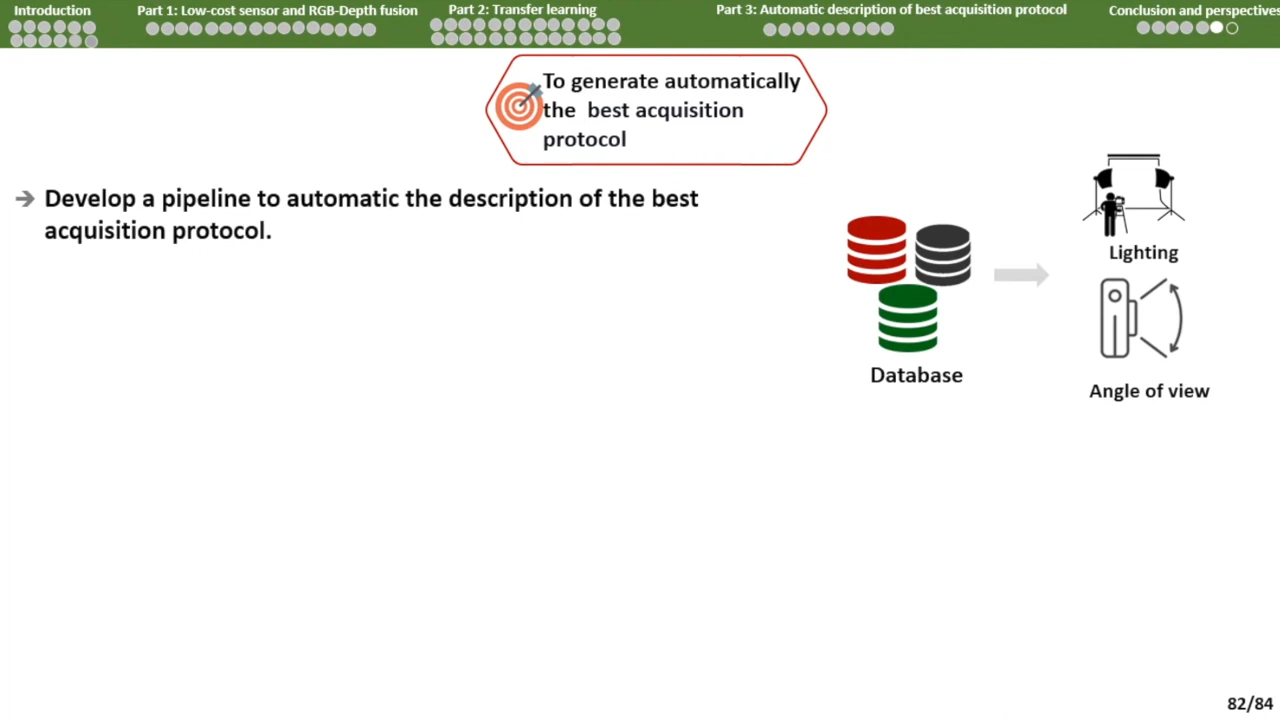 Introduction
Part 1: Low-cost sensor and RGB-Depth fusion
Part 2: Transfer learning
Part 3: Automatic description of best acquisition protocol
Conclusion and perspectives
To generate automatically
the best acquisition
protocol
Develop a pipeline to automatic the description of the best
acquisition protocol.
Lighting
Database
Angle of view
82/84